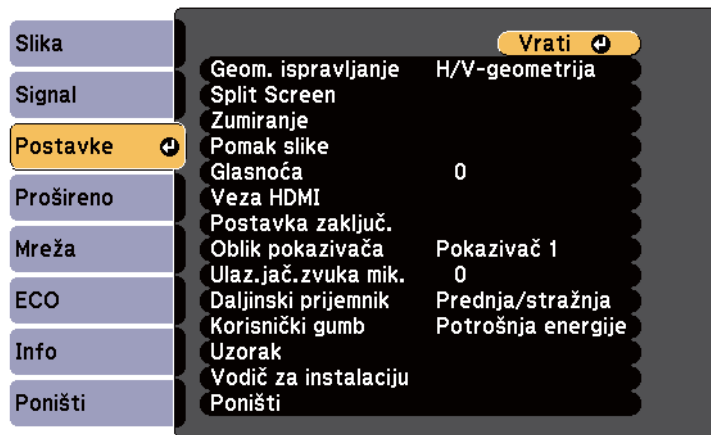 Slika
Signal
Postavke
Prošireno
Mreža
ECO
Info
Poništi
Vrati
Geom. ispravljanje H/V-geometrija
Split Screen
Zumiranje
Pomak slike
Glasnoća 0
Veza HDMI
Postavka zaključ.
Oblik pokazivača Pokazivač 1
Ulaz.jač.zvuka mik. 0
Daljinski prijemnik Prednja/stražnja
Korisnički gumb Potrošnja energije
Uzorak
Vodič za instalaciju
Poništi